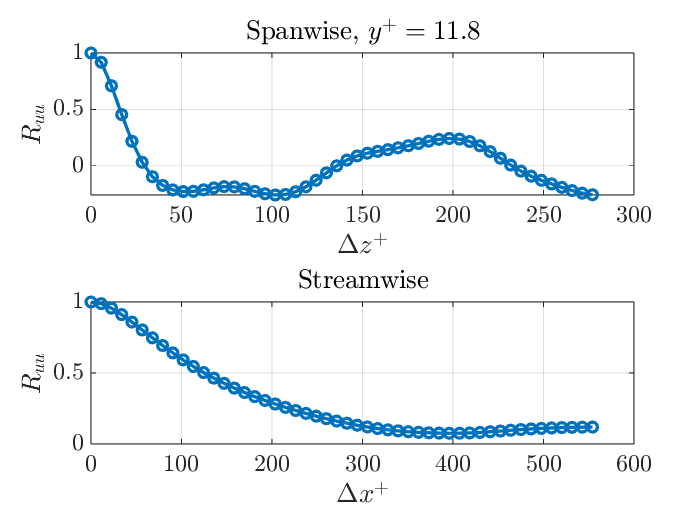 Spanwise, y⁺ = 11.8
1
0.5
0
R_uu
0 50 100 150 200 250 300
Δz⁺
Streamwise
1
0.5
0
R_uu
0 100 200 300 400 500 600
Δx⁺